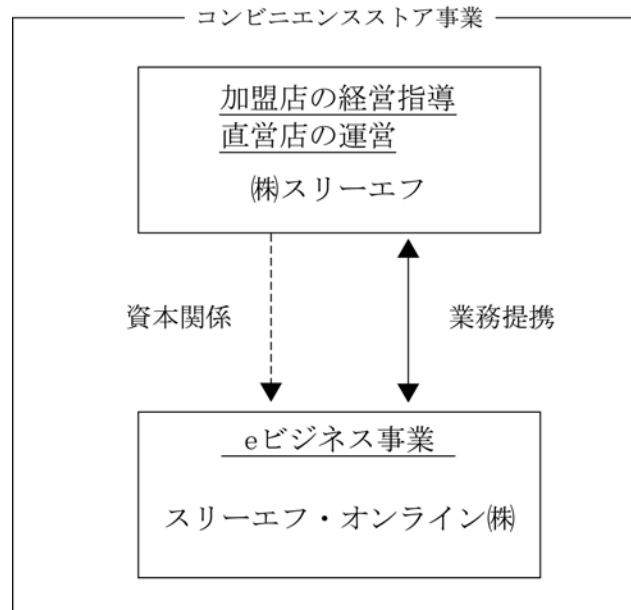 コンビニエンスストア事業
加盟店の経営指導
直営店の運営
㈱スリーエフ
資本関係
業務提携
eビジネス事業
スリーエフ・オンライン㈱